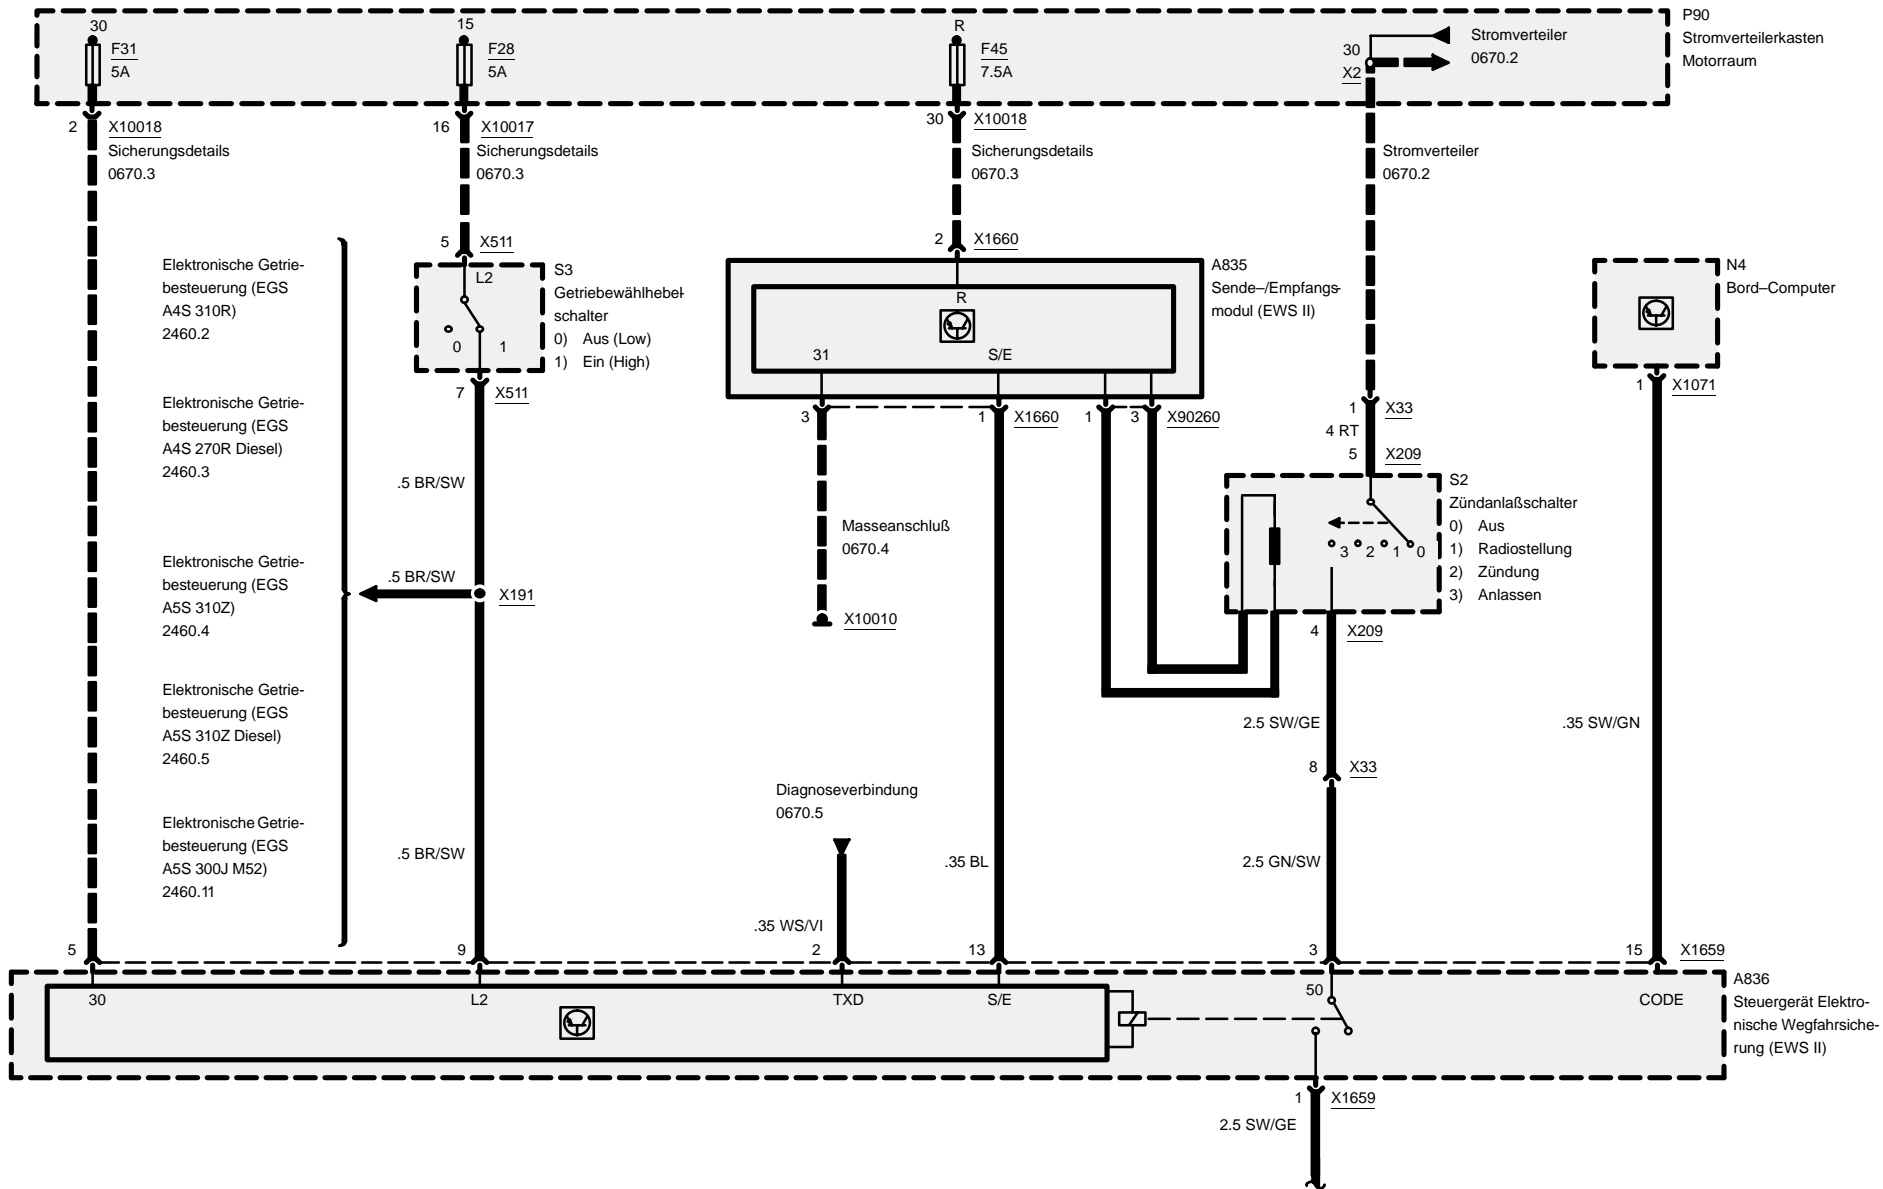 30
F31
5A
15
F28
5A
R
F45
7.5A
30
X2
Stromverteiler
0670.2
P90
Stromverteilerkasten
Motorraum
2 X10018
Sicherungsdetails
0670.3
16 X10017
Sicherungsdetails
0670.3
30 X10018
Sicherungsdetails
0670.3
Stromverteiler
0670.2
Elektronische Getrie-
besteuerung (EGS
A4S 310R)
2460.2
Elektronische Getrie-
besteuerung (EGS
A4S 270R Diesel)
2460.3
Elektronische Getrie-
besteuerung (EGS
A5S 310Z)
2460.4
Elektronische Getrie-
besteuerung (EGS
A5S 310Z Diesel)
2460.5
Elektronische Getrie-
besteuerung (EGS
A5S 300J M52)
2460.11
5 X511
L2
0 1
S3
Getriebewählhebel-
schalter
0) Aus (Low)
1) Ein (High)
7 X511
.5 BR/SW
.5 BR/SW
X191
.5 BR/SW
2 X1660
R
31 S/E
A835
Sende–/Empfangs-
modul (EWS II)
3 1 X1660 1 3 X90260
Masseanschluß
0670.4
X10010
Diagnoseverbindung
0670.5
.35 WS/VI
.35 BL
1 X33
4 RT
5 X209
3 2 1 0
S2
Zündanlaßschalter
0) Aus
1) Radiostellung
2) Zündung
3) Anlassen
4 X209
2.5 SW/GE
8 X33
2.5 GN/SW
N4
Bord–Computer
1 X1071
.35 SW/GN
5 9 2 13 3 15 X1659
30 L2 TXD S/E 50 CODE
A836
Steuergerät Elektro-
nische Wegfahrsiche-
rung (EWS II)
1 X1659
2.5 SW/GE